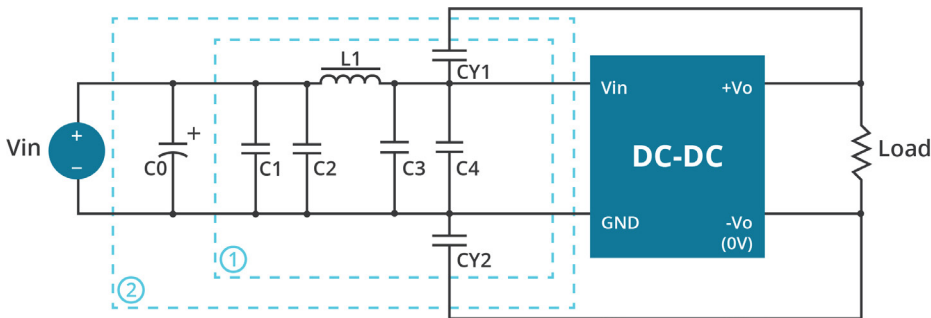 L1
CY1
Vin
+
−
C0
+
C1
C2
C3
C4
Vin
+Vo
DC-DC
GND
-Vo
(0V)
Load
CY2
1
2